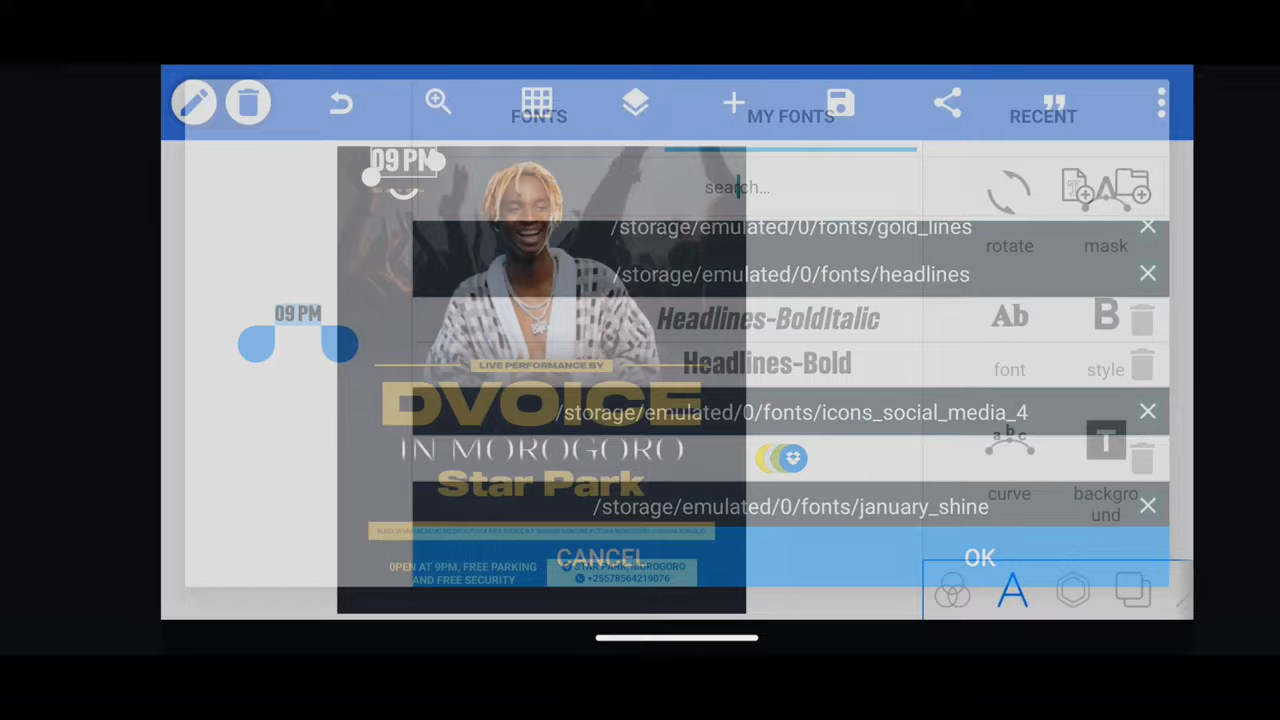 FONTS
MY FONTS
RECENT
09 PM
search...
/storage/emulated/0/fonts/gold_lines
rotate
mask
/storage/emulated/0/fonts/headlines
09 PM
Headlines-BoldItalic
Ab
B
LIVE PERFORMANCE BY
Headlines-Bold
font
style
DVOICE
/storage/emulated/0/fonts/icons_social_media_4
IN MOROGORO
a b c
T
Star Park
curve
backgro
und
/storage/emulated/0/fonts/january_shine
CANCEL
OK
OPEN AT 9PM, FREE PARKING
AND FREE SECURITY
STAR PARK, MOROGORO
+25578564219076
A